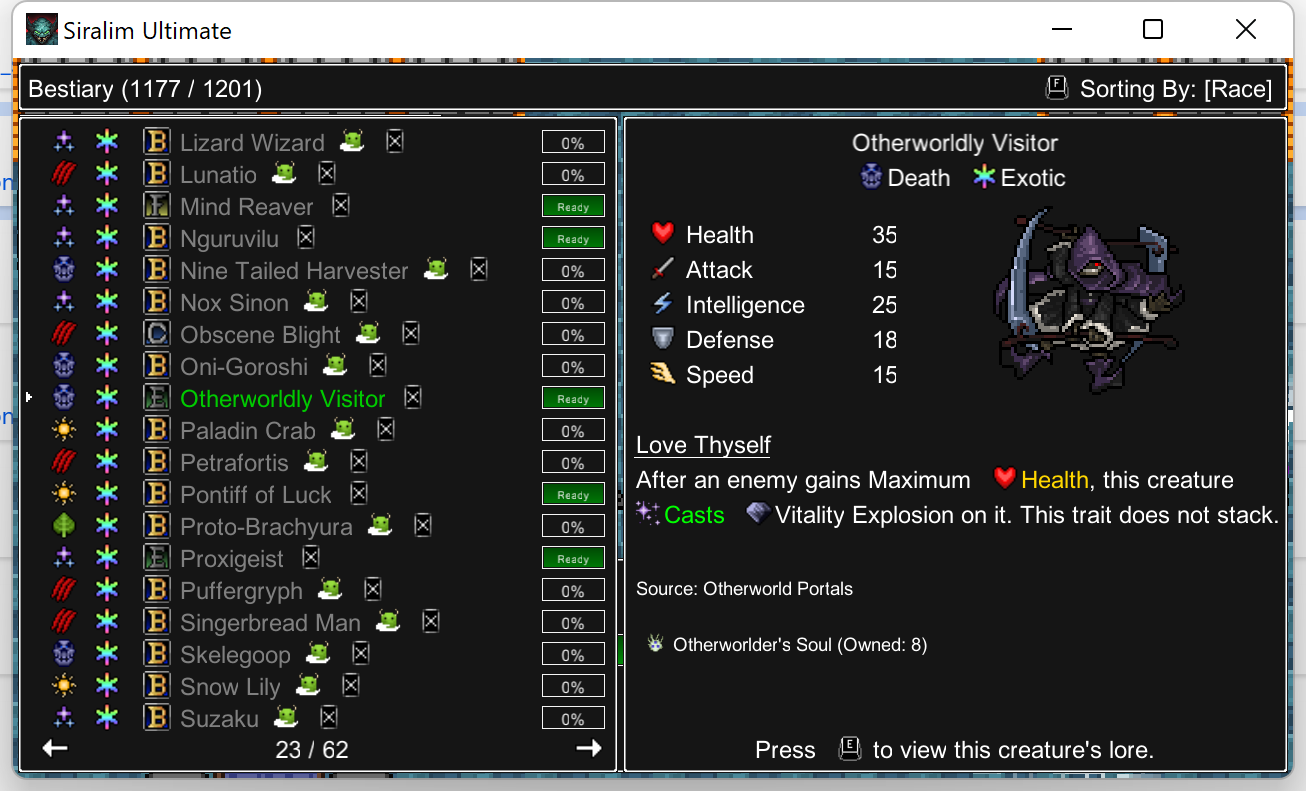 Siralim Ultimate
Bestiary (1177 / 1201)
F Sorting By: [Race]
B Lizard Wizard 0%
B Lunatio 0%
F Mind Reaver Ready
B Nguruvilu Ready
B Nine Tailed Harvester 0%
B Nox Sinon 0%
C Obscene Blight 0%
B Oni-Goroshi 0%
E Otherworldly Visitor Ready
B Paladin Crab 0%
B Petrafortis 0%
B Pontiff of Luck Ready
B Proto-Brachyura 0%
E Proxigeist Ready
B Puffergryph 0%
B Singerbread Man 0%
B Skelegoop 0%
B Snow Lily 0%
B Suzaku 0%
23 / 62
Otherworldly Visitor
Death Exotic
Health 35
Attack 15
Intelligence 25
Defense 18
Speed 15
Love Thyself
After an enemy gains Maximum Health, this creature
Casts Vitality Explosion on it. This trait does not stack.
Source: Otherworld Portals
Otherworlder's Soul (Owned: 8)
Press E to view this creature's lore.